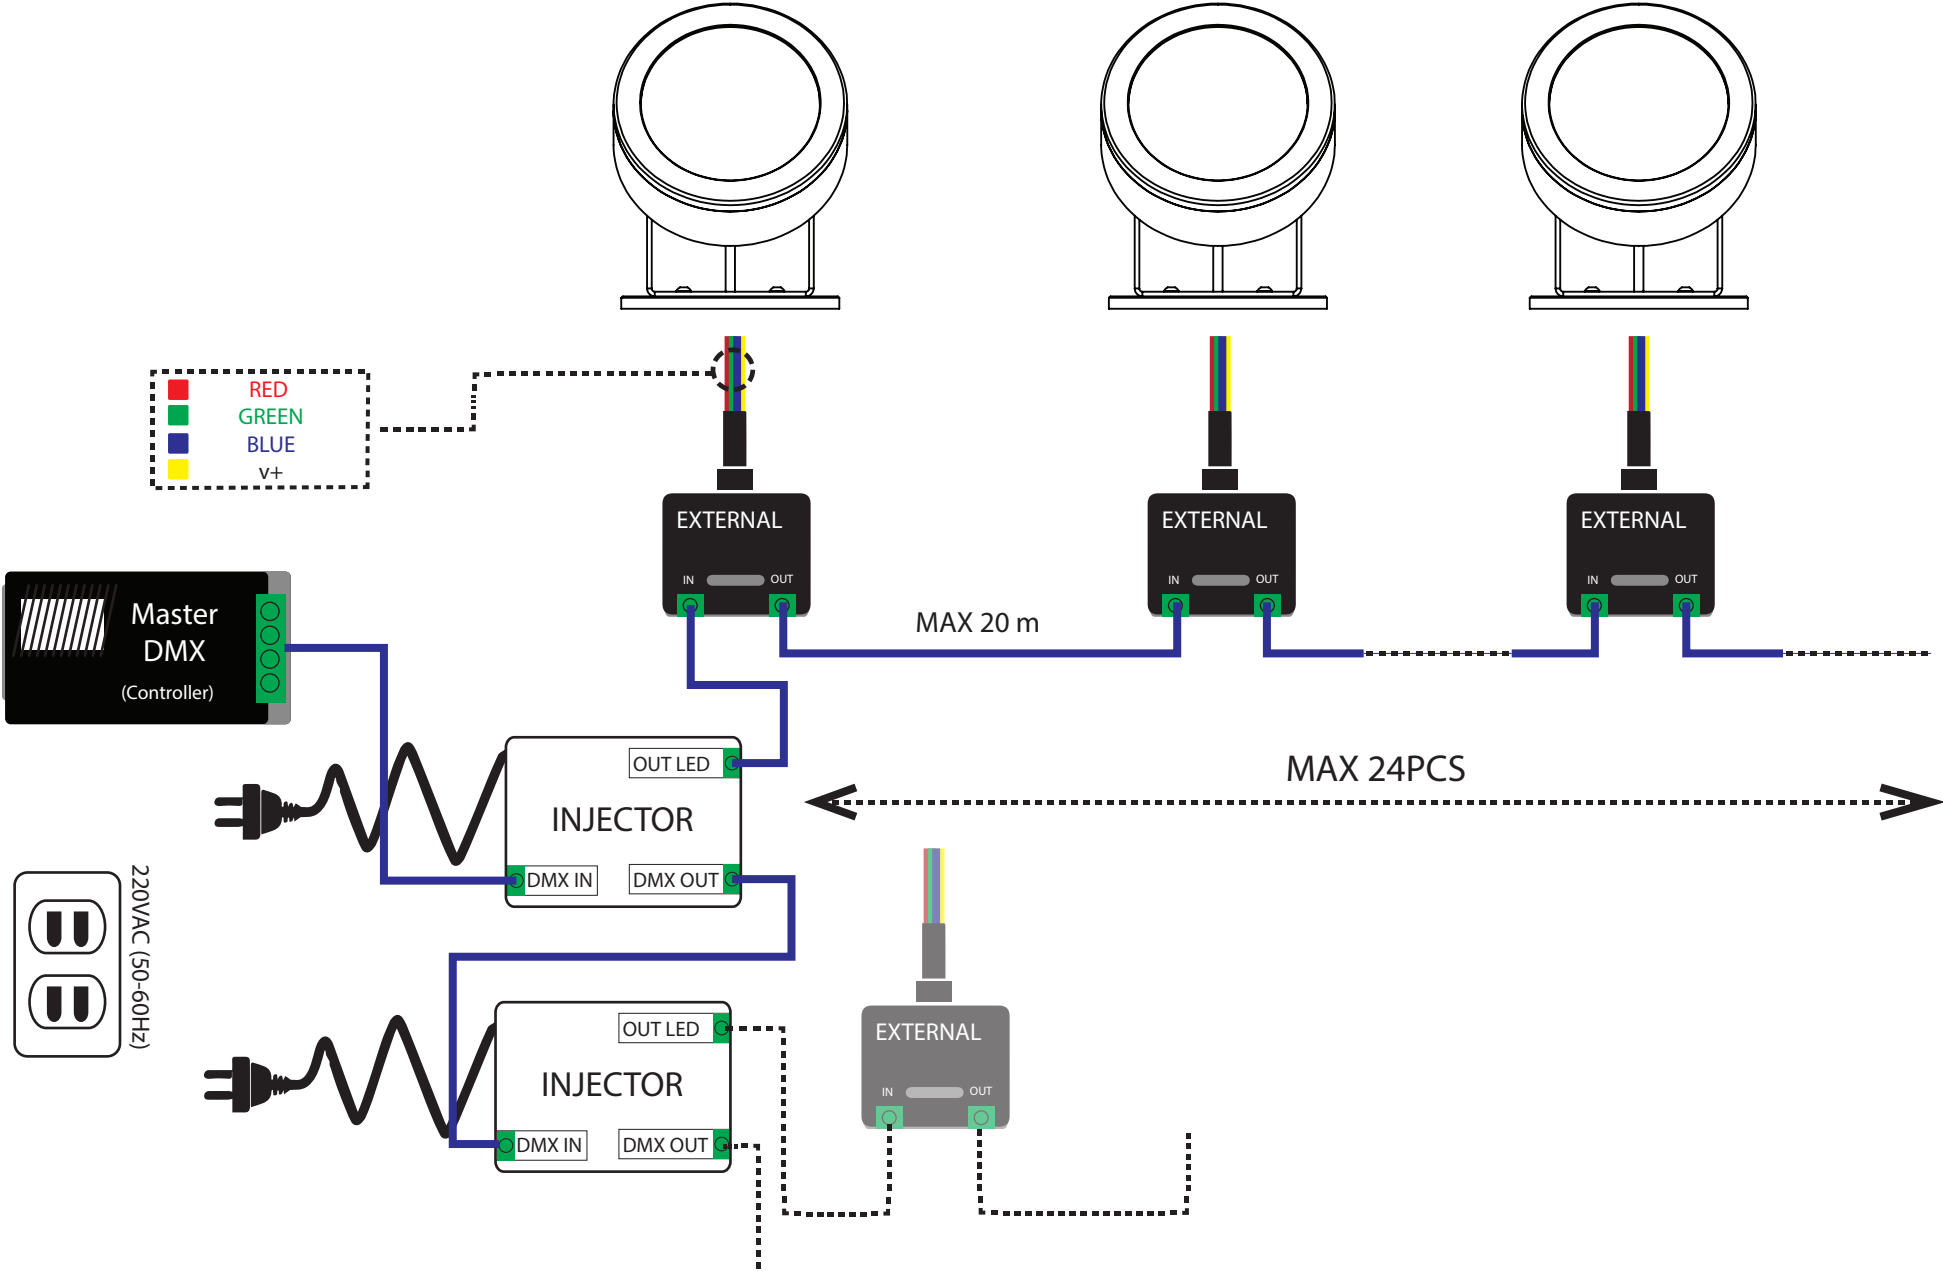 RED
GREEN
BLUE
v+
EXTERNAL
IN
OUT
EXTERNAL
IN
OUT
EXTERNAL
IN
OUT
Master
DMX
(Controller)
MAX 20 m
OUT LED
INJECTOR
DMX IN
DMX OUT
MAX 24PCS
220VAC (50-60Hz)
OUT LED
INJECTOR
DMX IN
DMX OUT
EXTERNAL
IN
OUT